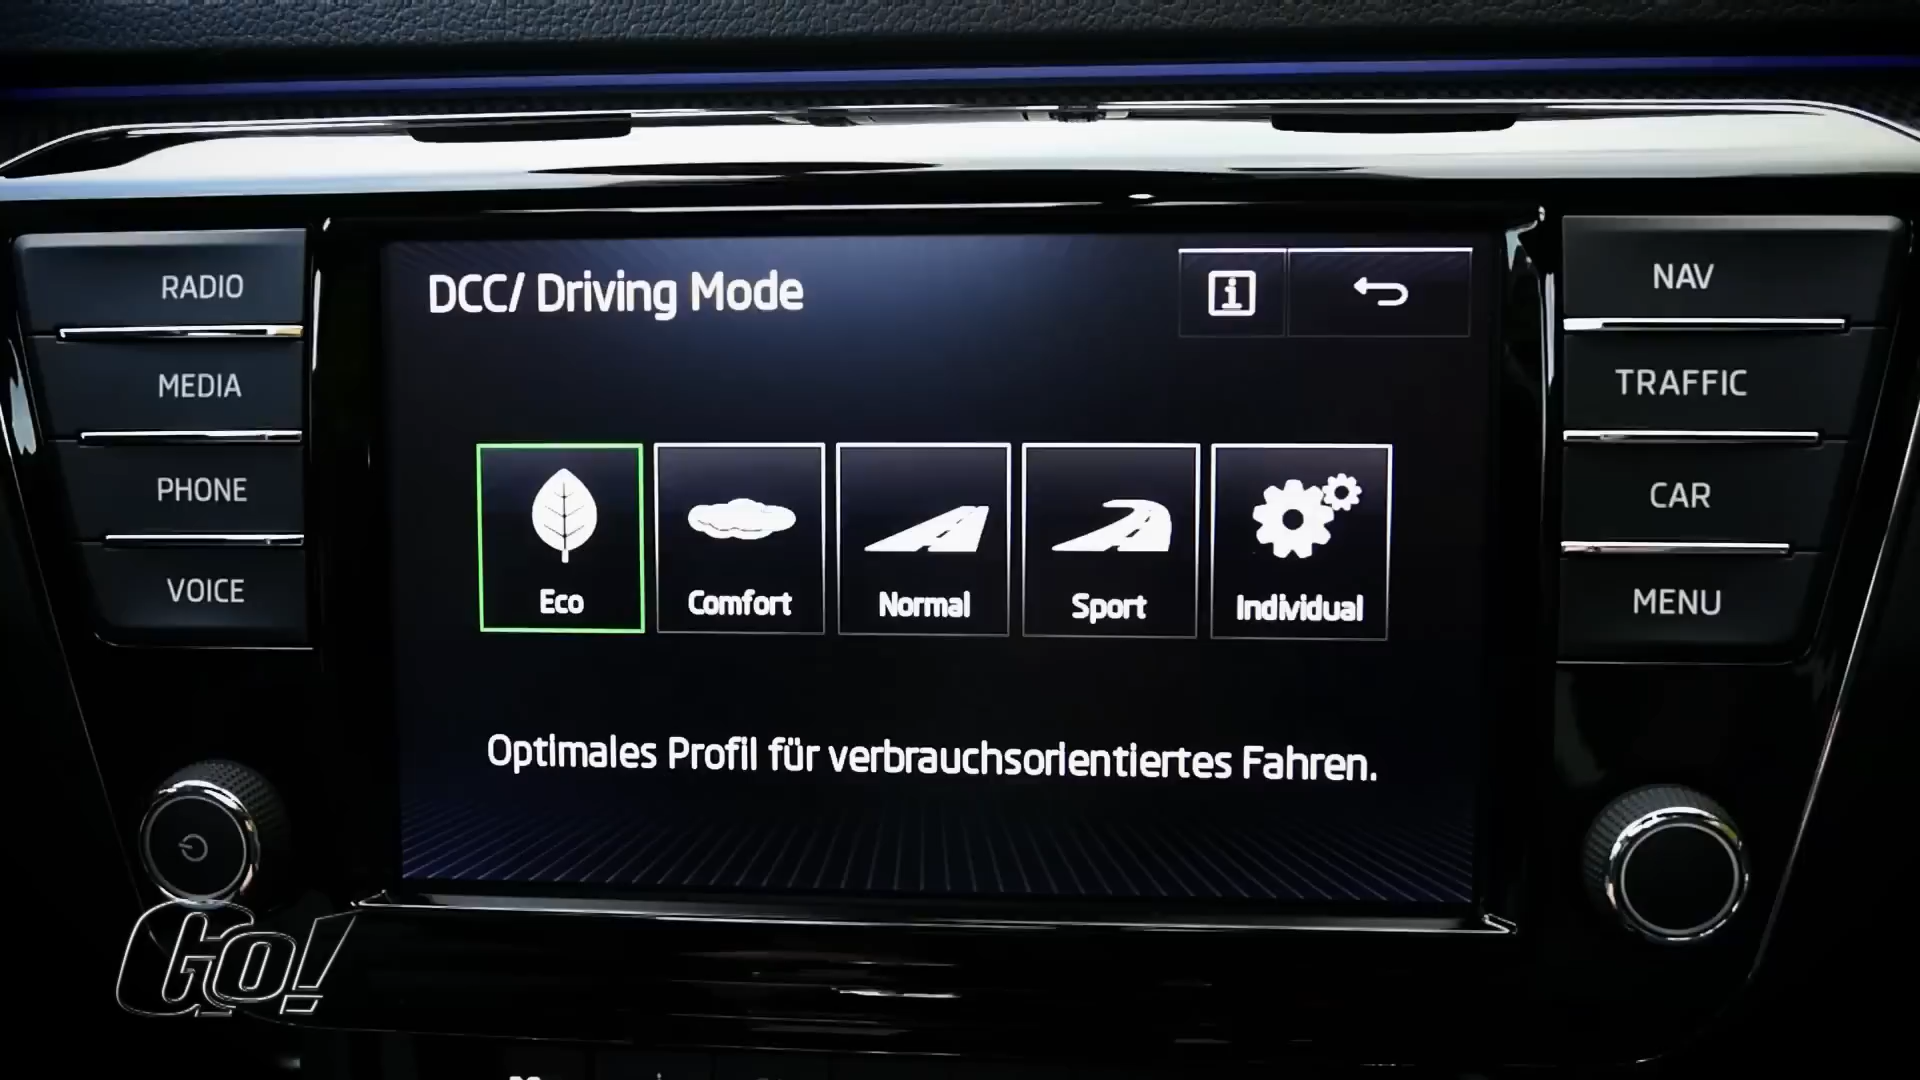 RADIO
MEDIA
PHONE
VOICE
DCC/ Driving Mode
Eco
Comfort
Normal
Sport
Individual
Optimales Profil für verbrauchsorientiertes Fahren.
NAV
TRAFFIC
CAR
MENU
GO!